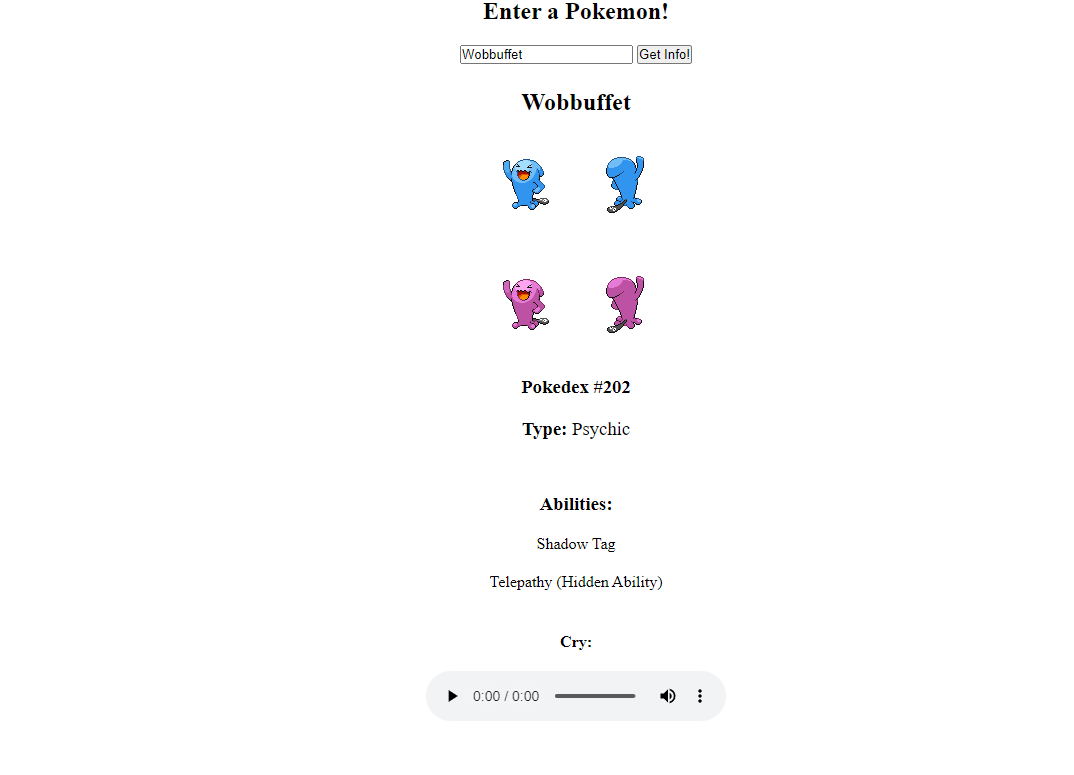 Enter a Pokemon!
Wobbuffet Get Info!
Wobbuffet
Pokedex #202
Type: Psychic
Abilities:
Shadow Tag
Telepathy (Hidden Ability)
Cry:
0:00 / 0:00